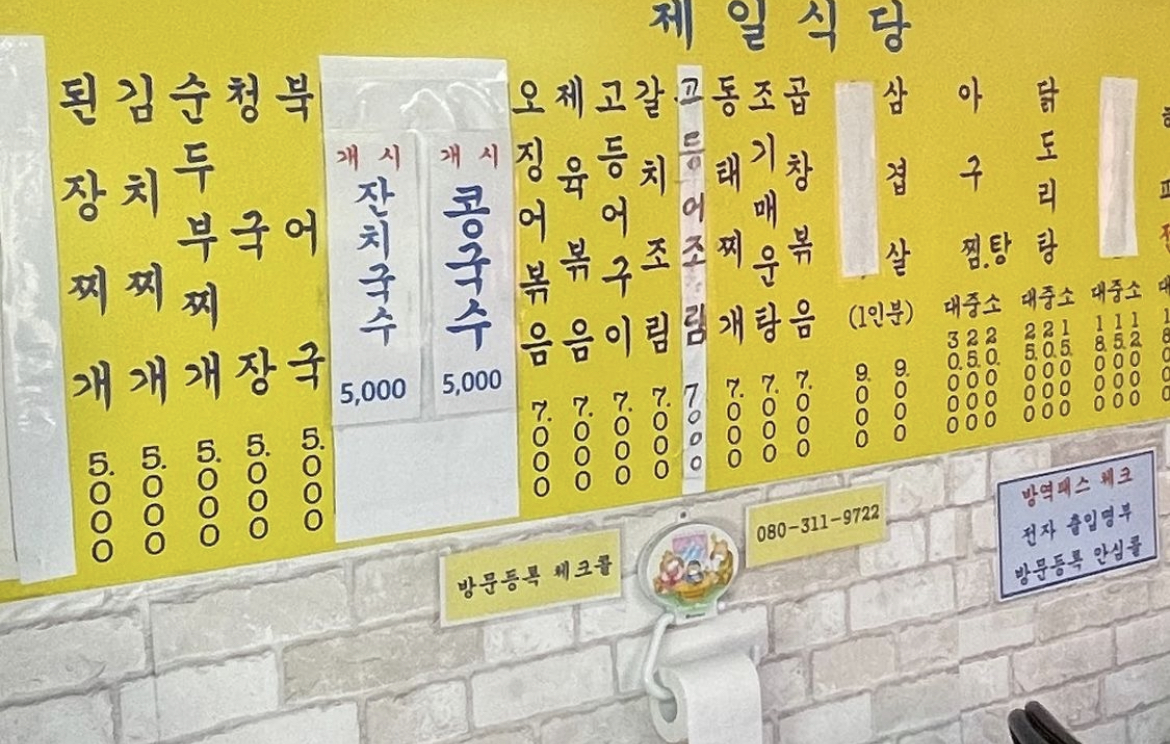 제일식당
된장찌개 5.000
김치찌개 5.000
순두부찌개 5.000
청국장 5.000
북어국 5.000
개시
잔치국수
5,000
개시
콩국수
5,000
오징어볶음 7.000
제육볶음 7.000
고등어구이 7.000
갈치조림 7.000
고등어조림 7000
동태찌개 7.000
조기매운탕 7.000
곱창볶음 7.000
9.000
삼겹살 (1인분) 9.000
아구찜.탕 대중소 30.000 25.000 20.000
닭도리탕 대중소 25.000 20.000 15.000
대중소 18000 15000 12000
방문등록 체크콜
080-311-9722
방역패스 체크
전자 출입명부
방문등록 안심콜